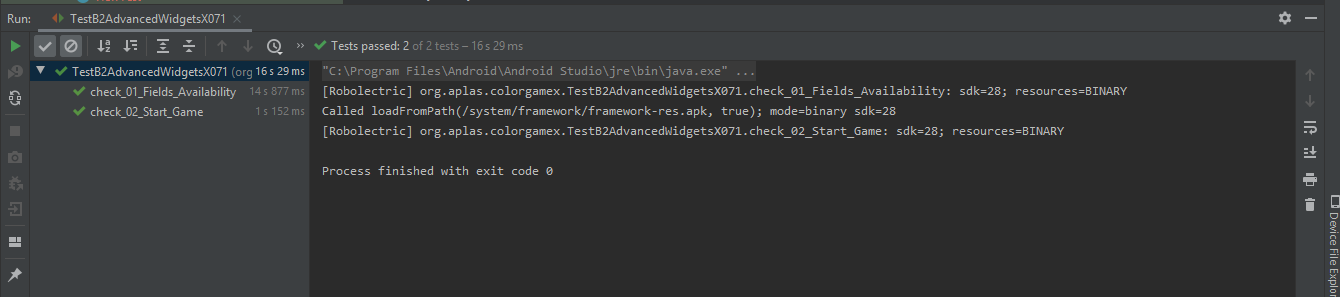 Run: TestB2AdvancedWidgetsX071 ×
» Tests passed: 2 of 2 tests – 16 s 29 ms
TestB2AdvancedWidgetsX071 (org 16 s 29 ms
check_01_Fields_Availability 14 s 877 ms
check_02_Start_Game 1 s 152 ms
"C:\Program Files\Android\Android Studio\jre\bin\java.exe" ...
[Robolectric] org.aplas.colorgamex.TestB2AdvancedWidgetsX071.check_01_Fields_Availability: sdk=28; resources=BINARY
Called loadFromPath(/system/framework/framework-res.apk, true); mode=binary sdk=28
[Robolectric] org.aplas.colorgamex.TestB2AdvancedWidgetsX071.check_02_Start_Game: sdk=28; resources=BINARY
Process finished with exit code 0
Device File Explor